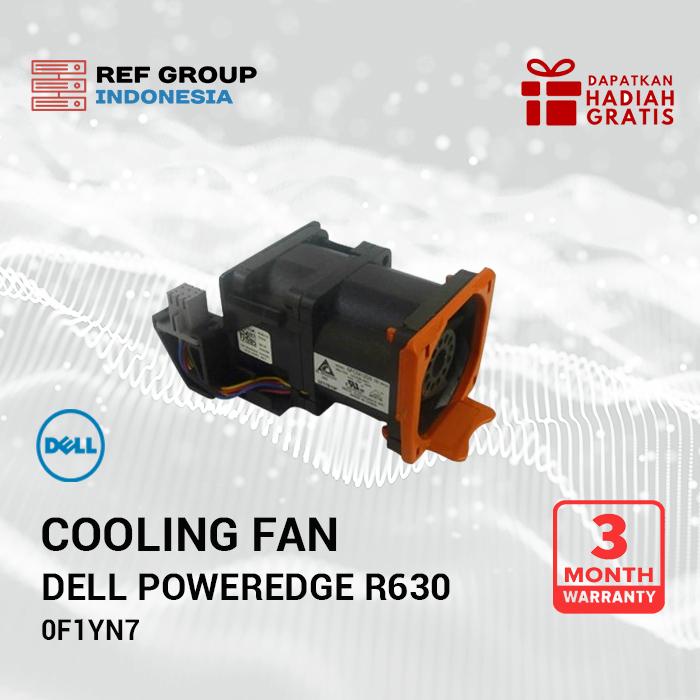 REF GROUP
INDONESIA
DAPATKAN
HADIAH
GRATIS
DELL
COOLING FAN
DELL POWEREDGE R630
0F1YN7
3
MONTH
WARRANTY